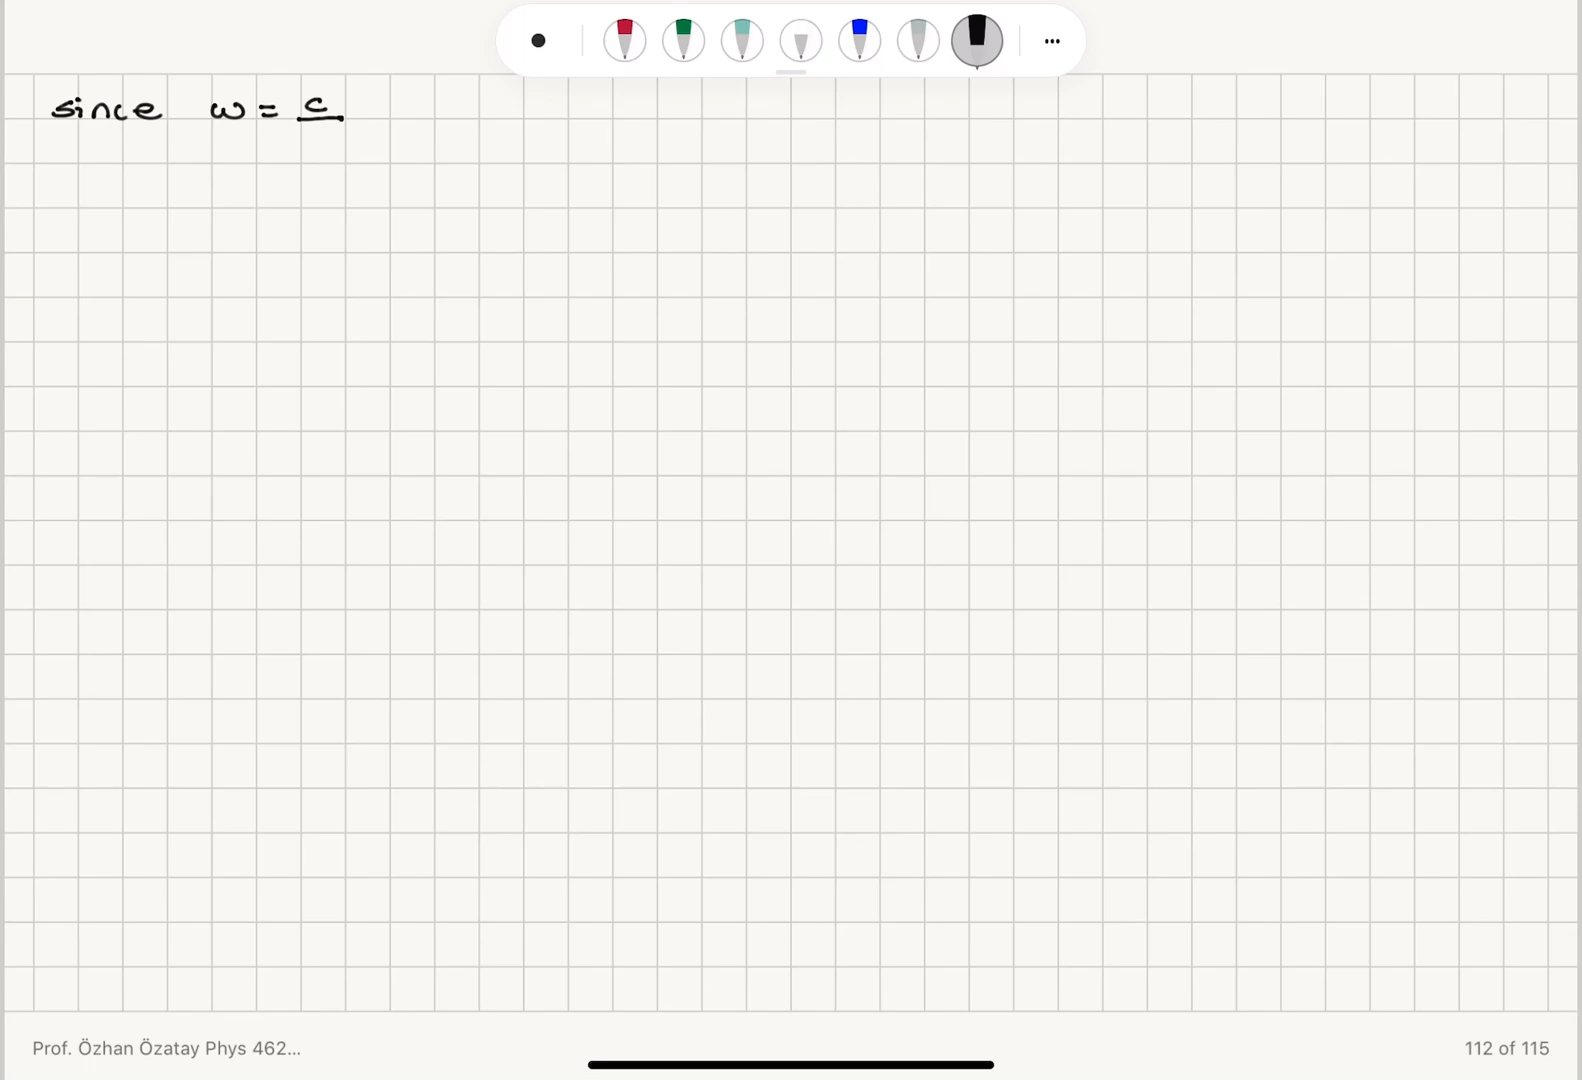 since ω = c
Prof. Özhan Özatay Phys 462...
112 of 115